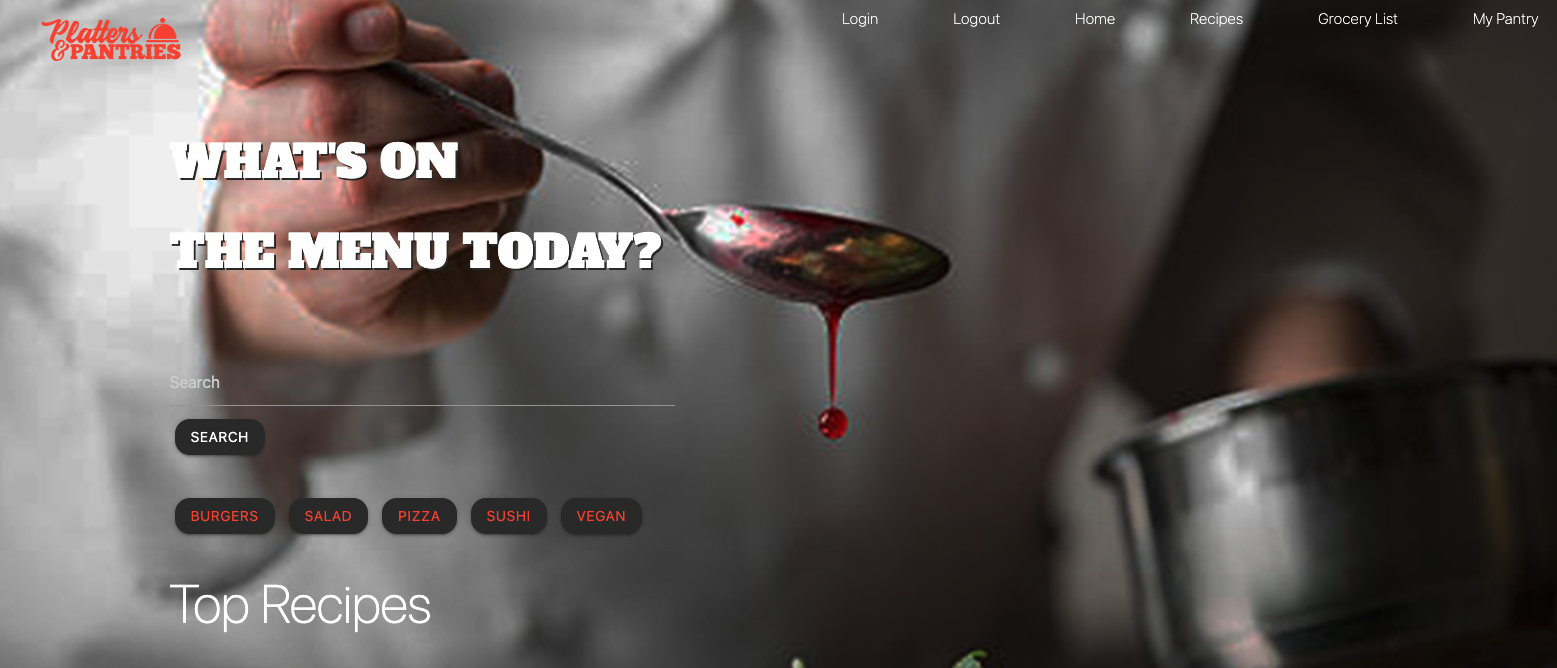 Platters
&PANTRIES
Login Logout Home Recipes Grocery List My Pantry
WHAT'S ON
THE MENU TODAY?
Search
SEARCH
BURGERS SALAD PIZZA SUSHI VEGAN
Top Recipes